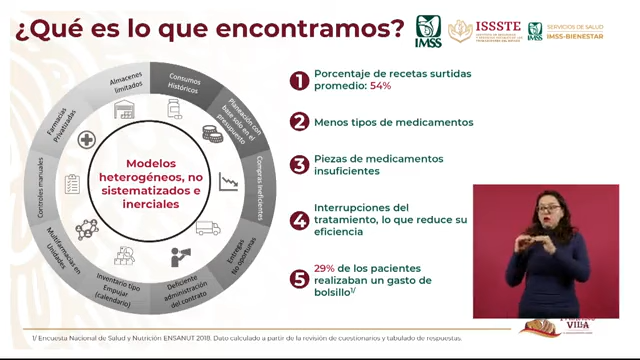 ¿Qué es lo que encontramos?
IMSS
ISSSTE
SERVICIOS DE SALUD
IMSS-BIENESTAR
Almacenes
limitados
Consumos
Históricos
Planeación con
base solo en el
presupuesto
Compras Ineficientes
Entregas
No oportunas
Deficiente
administración
del contrato
Inventario tipo
Empujar
(calendario)
Multifarmacias en
Unidades
Controles manuales
Farmacias
Privatizadas
Modelos
heterogéneos, no
sistematizados e
inerciales
1 Porcentaje de recetas surtidas
promedio: 54%
2 Menos tipos de medicamentos
3 Piezas de medicamentos
insuficientes
4 Interrupciones del
tratamiento, lo que reduce su
eficiencia
5 29% de los pacientes
realizaban un gasto de
bolsillo1/
VILLA
1/ Encuesta Nacional de Salud y Nutrición ENSANUT 2018. Dato calculado a partir de la revisión de cuestionarios y tabulado de respuestas.